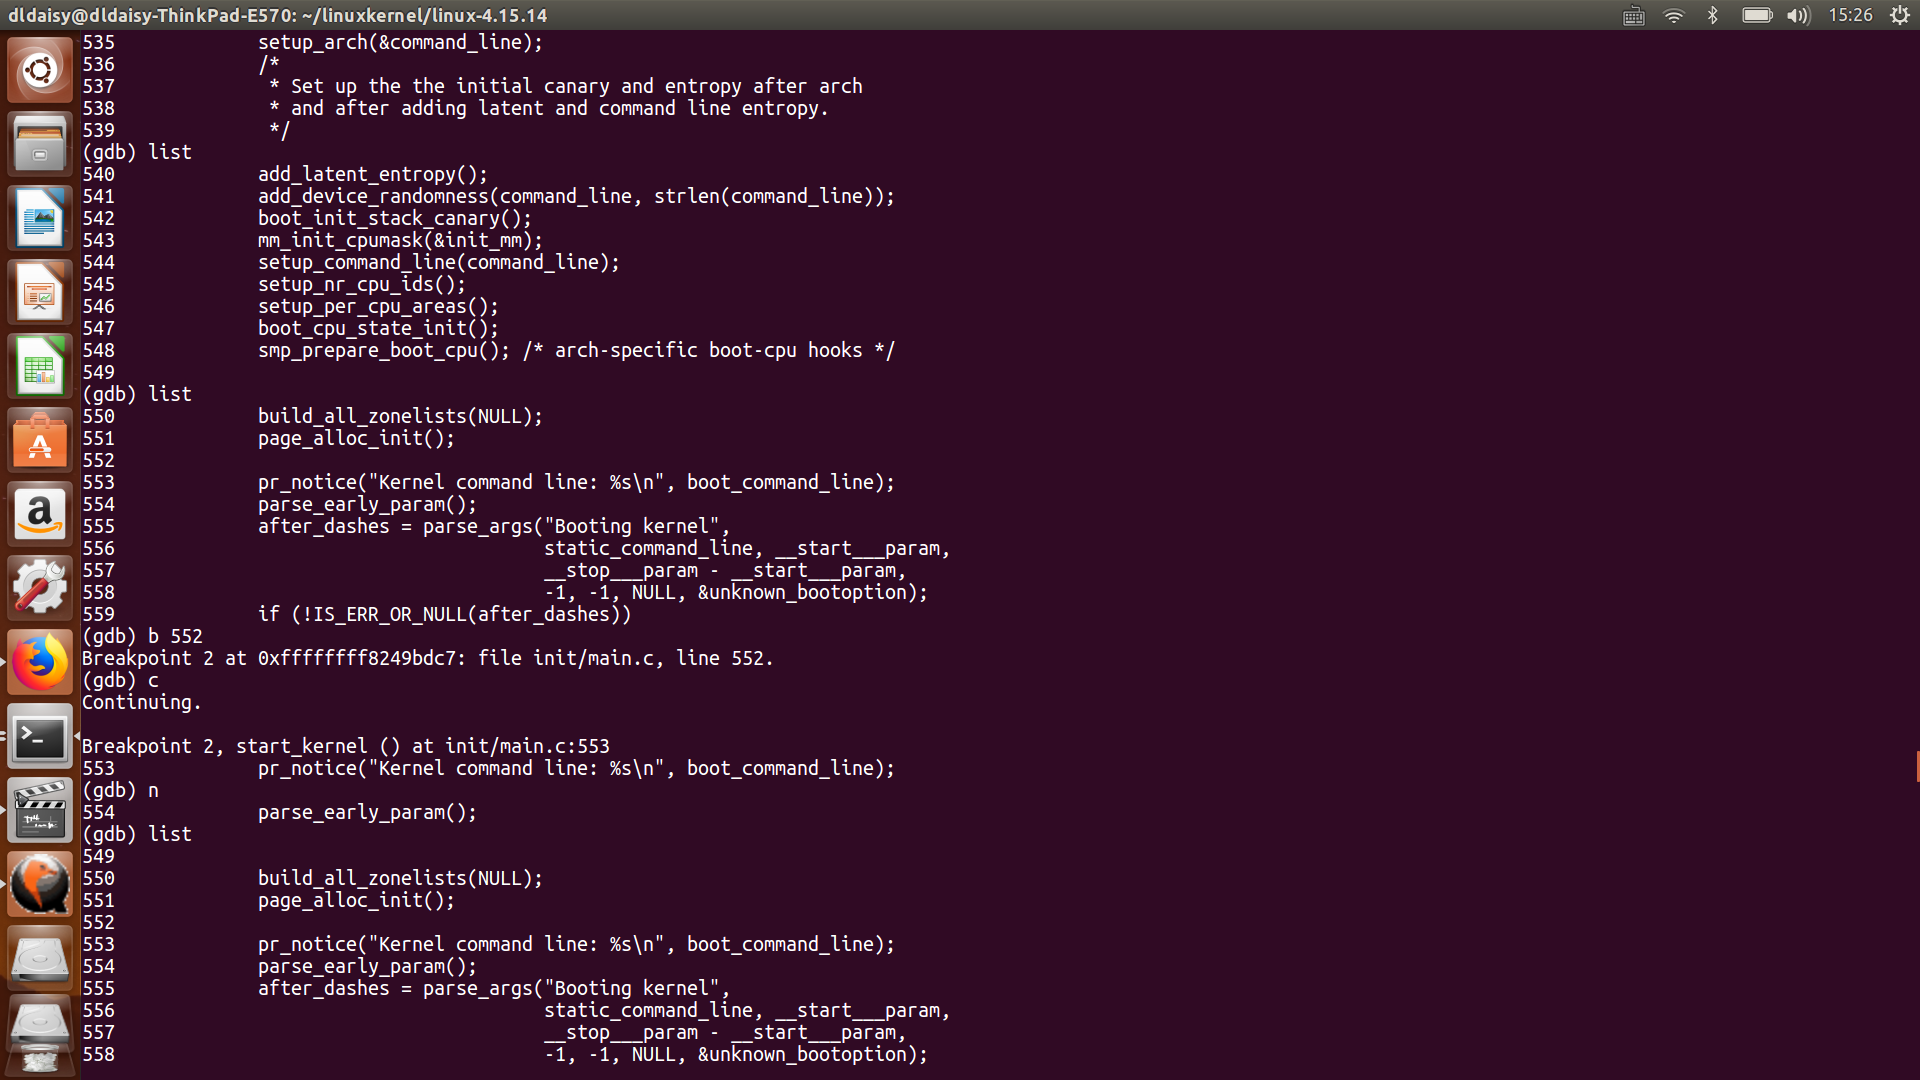 dldaisy@dldaisy-ThinkPad-E570: ~/linuxkernel/linux-4.15.14
15:26
535 setup_arch(&command_line);
536 /*
537 * Set up the the initial canary and entropy after arch
538 * and after adding latent and command line entropy.
539 */
(gdb) list
540 add_latent_entropy();
541 add_device_randomness(command_line, strlen(command_line));
542 boot_init_stack_canary();
543 mm_init_cpumask(&init_mm);
544 setup_command_line(command_line);
545 setup_nr_cpu_ids();
546 setup_per_cpu_areas();
547 boot_cpu_state_init();
548 smp_prepare_boot_cpu(); /* arch-specific boot-cpu hooks */
549
(gdb) list
550 build_all_zonelists(NULL);
551 page_alloc_init();
552
553 pr_notice("Kernel command line: %s\n", boot_command_line);
554 parse_early_param();
555 after_dashes = parse_args("Booting kernel",
556 static_command_line, __start___param,
557 __stop___param - __start___param,
558 -1, -1, NULL, &unknown_bootoption);
559 if (!IS_ERR_OR_NULL(after_dashes))
(gdb) b 552
Breakpoint 2 at 0xffffffff8249bdc7: file init/main.c, line 552.
(gdb) c
Continuing.
Breakpoint 2, start_kernel () at init/main.c:553
553 pr_notice("Kernel command line: %s\n", boot_command_line);
(gdb) n
554 parse_early_param();
(gdb) list
549
550 build_all_zonelists(NULL);
551 page_alloc_init();
552
553 pr_notice("Kernel command line: %s\n", boot_command_line);
554 parse_early_param();
555 after_dashes = parse_args("Booting kernel",
556 static_command_line, __start___param,
557 __stop___param - __start___param,
558 -1, -1, NULL, &unknown_bootoption);